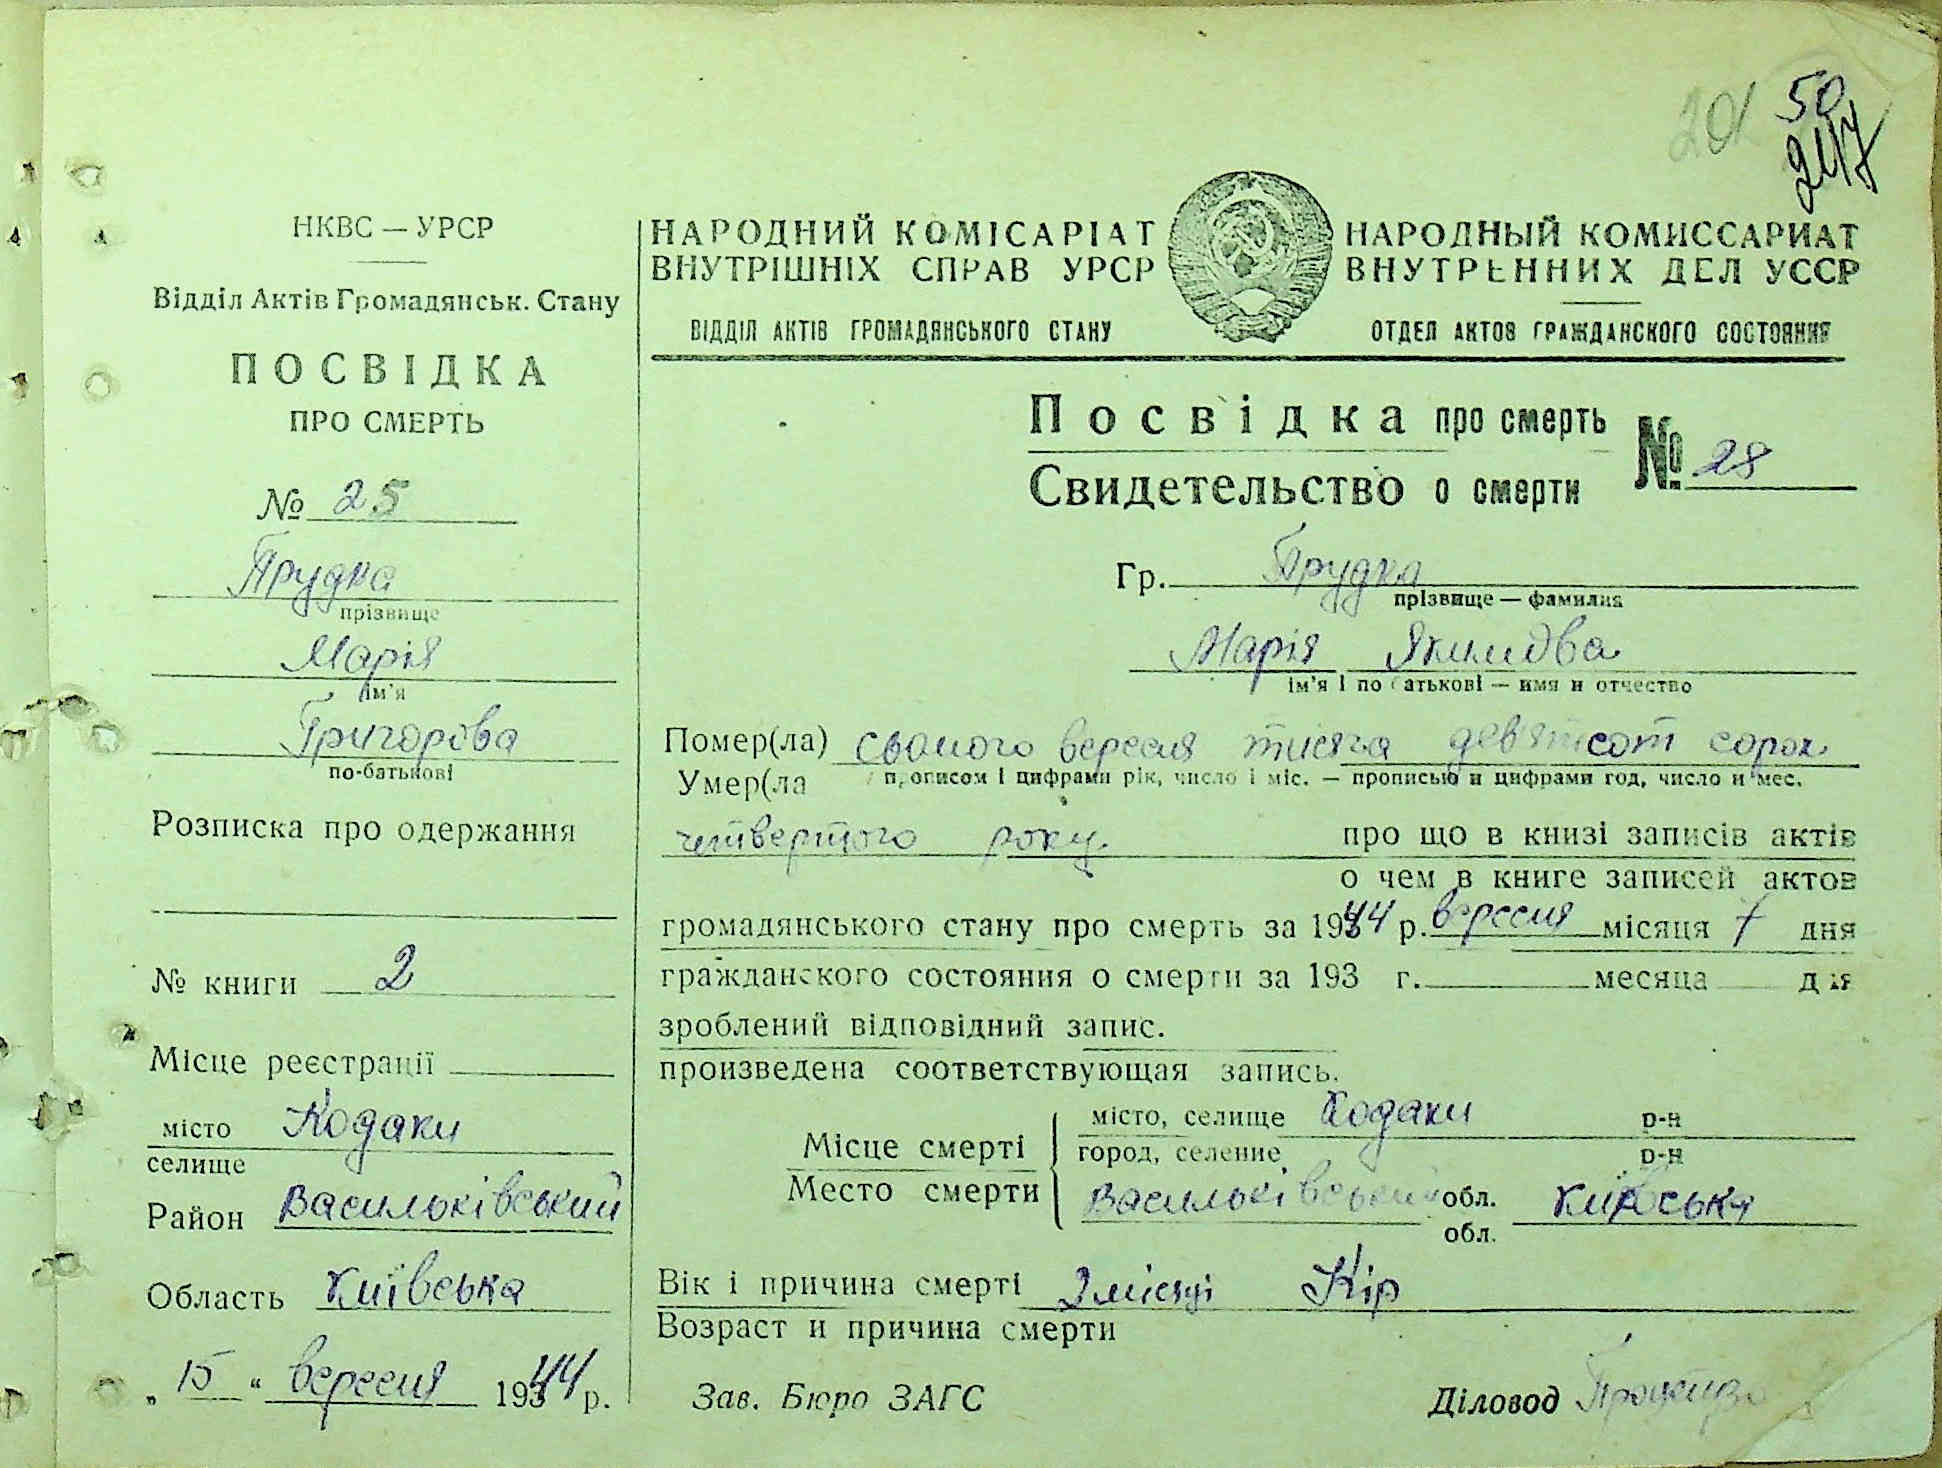 201 50
247
НКВС — УРСР
Відділ Актів Громадянськ. Стану
ПОСВІДКА
ПРО СМЕРТЬ
№ 25
Прудка
прізвище
Марія
ім'я
Григорова
по-батькові
Розписка про одержання
№ книги 2
Місце реєстрації
місто Кодаки
селище
Район Васильківський
Область Київська
„ 15 “ вересня 1944 р.
НАРОДНИЙ КОМІСАРІАТ
ВНУТРІШНІХ СПРАВ УРСР
ВІДДІЛ АКТІВ ГРОМАДЯНСЬКОГО СТАНУ
НАРОДНЫЙ КОМИССАРИАТ
ВНУТРЕННИХ ДЕЛ УССР
ОТДЕЛ АКТОВ ГРАЖДАНСКОГО СОСТОЯНИЯ
Посвідка про смерть
Свидетельство о смерти
№ 28
Гр. Прудка
прізвище — фамилия
Марія Якимова
ім'я і по батькові — имя и отчество
Помер(ла) сьомого вересня тисяча девятсот сорок
Умер(ла прописом і цифрами рік, число і міс. — прописью и цифрами год, число и мес.
четвертого року. про що в книзі записів актів
о чем в книге записей актов
громадянського стану про смерть за 1944 р. вересня місяця 7 дня
гражданского состояния о смерти за 193 г. месяца дня
зроблений відповідний запис.
произведена соответствующая запись.
Місце смерті місто, селище Кодаки р-н
город, селение р-н
Место смерти Васильківський обл. Київська
обл.
Вік і причина смерті 2 місяці Кір
Возраст и причина смерти
Зав. Бюро ЗАГС
Діловод